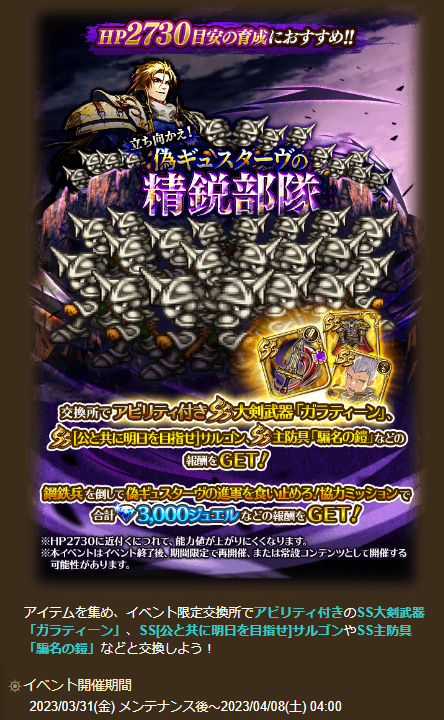 HP2730目安の育成におすすめ!!
立ち向かえ!
偽ギュスターヴの
精鋭部隊
交換所でアビリティ付きSS大剣武器「ガラティーン」、
SS[公と共に明日を目指せ]サルゴン、SS主防具「騙名の鎧」などの
報酬をGET!
鋼鉄兵を倒して偽ギュスターヴの進軍を食い止めろ!協力ミッションで
合計3,000ジュエルなどの報酬をGET!
※HP2730に近付くにつれて、能力値が上がりにくくなります。
※本イベントはイベント終了後、期間限定で再開催、または常設コンテンツとして開催する
可能性があります。
アイテムを集め、イベント限定交換所でアビリティ付きのSS大剣武器
「ガラティーン」、SS[公と共に明日を目指せ]サルゴンやSS主防具
「騙名の鎧」などと交換しよう!
イベント開催期間
2023/03/31(金) メンテナンス後～2023/04/08(土) 04:00